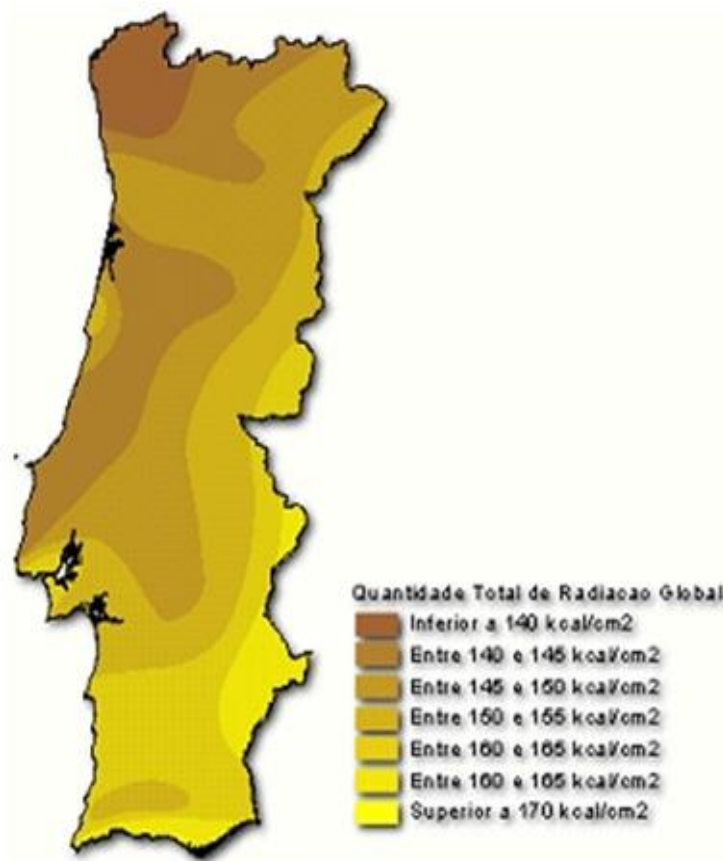 Quantidade Total de Radiacao Global
Inferior a 140 kcal/cm2
Entre 140 e 145 kcal/cm2
Entre 145 e 150 kcal/cm2
Entre 150 e 155 kcal/cm2
Entre 160 e 165 kcal/cm2
Entre 160 e 165 kcal/cm2
Superior a 170 kcal/cm2